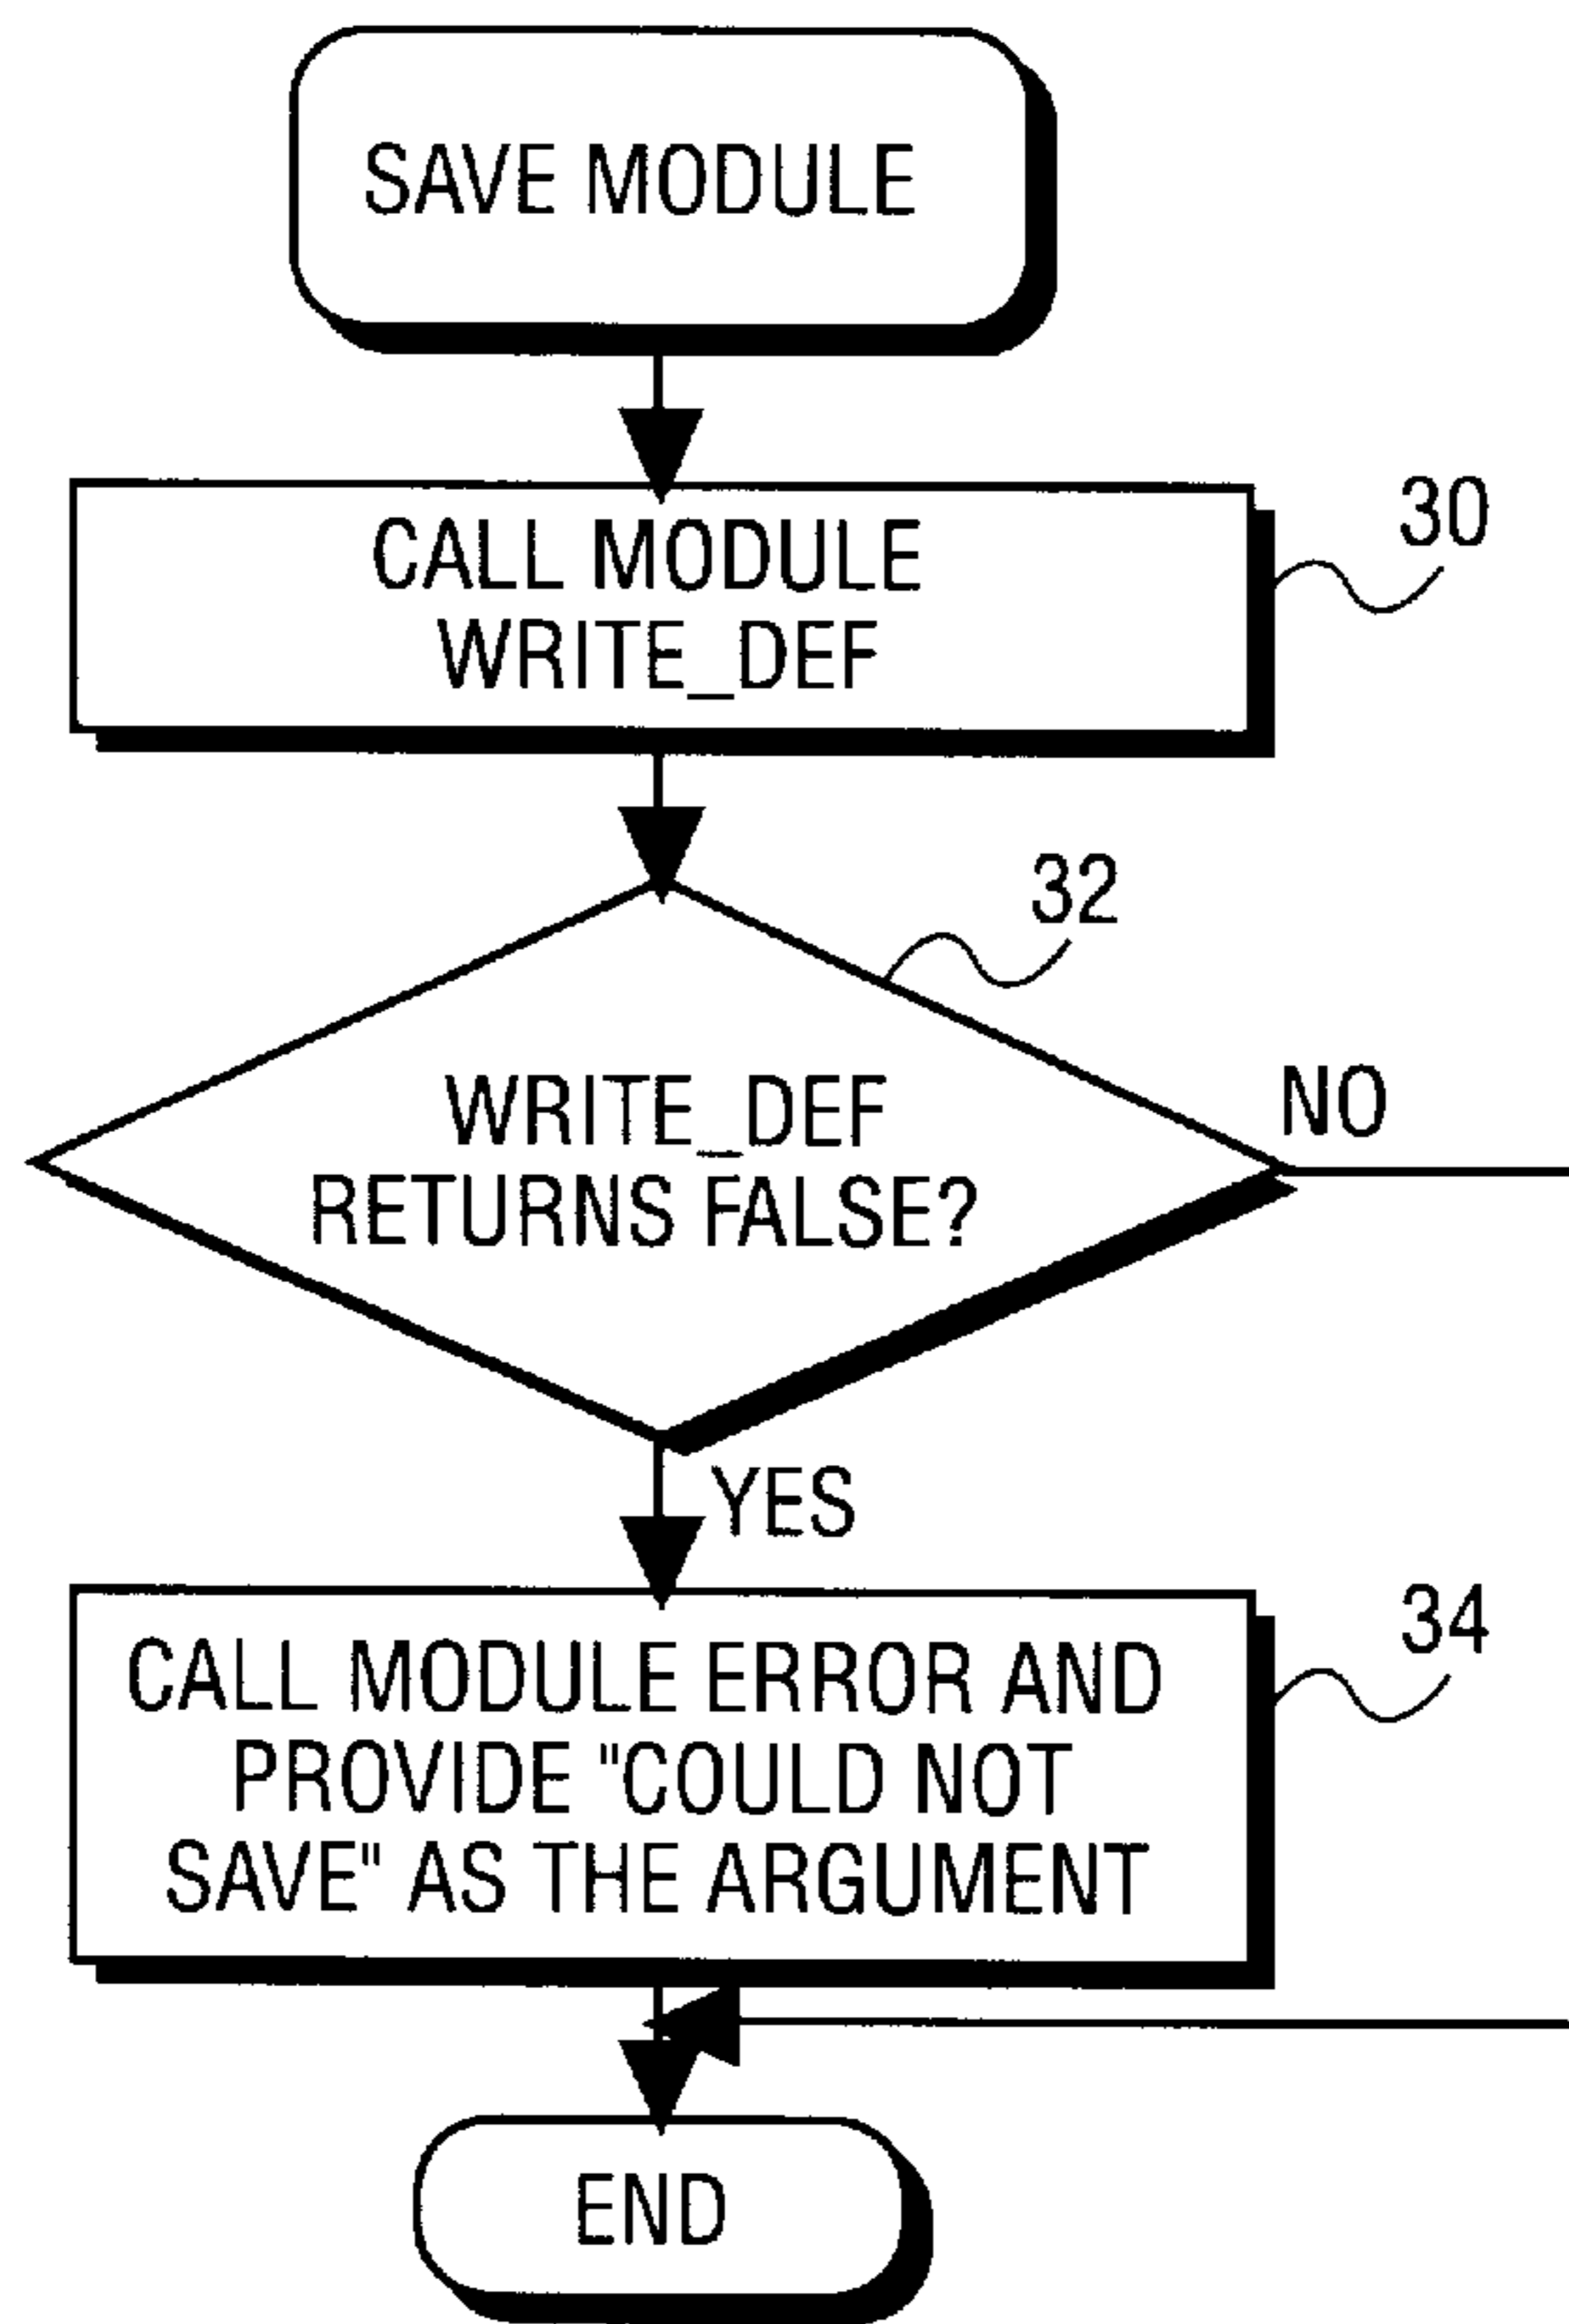 SAVE MODULE
CALL MODULE
WRITE_DEF
30
32
WRITE_DEF
RETURNS FALSE?
NO
YES
CALL MODULE ERROR AND
PROVIDE "COULD NOT
SAVE" AS THE ARGUMENT
34
END